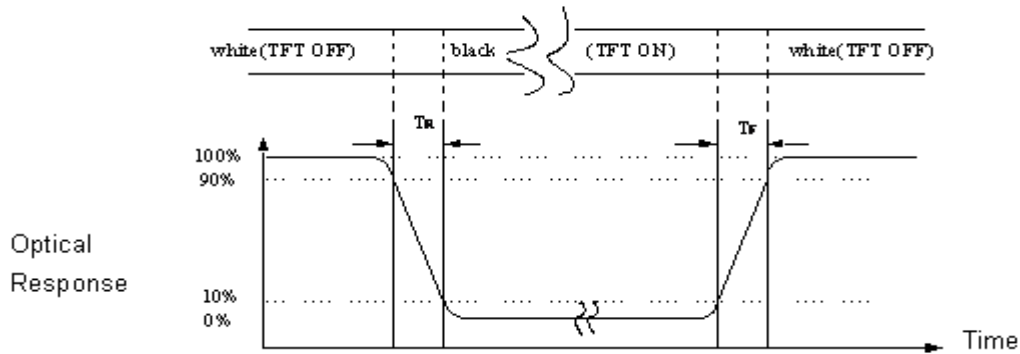 white(TFT OFF) black (TFT ON) white(TFT OFF)
TR TF
100%
90%
Optical
Response
10%
0%
Time